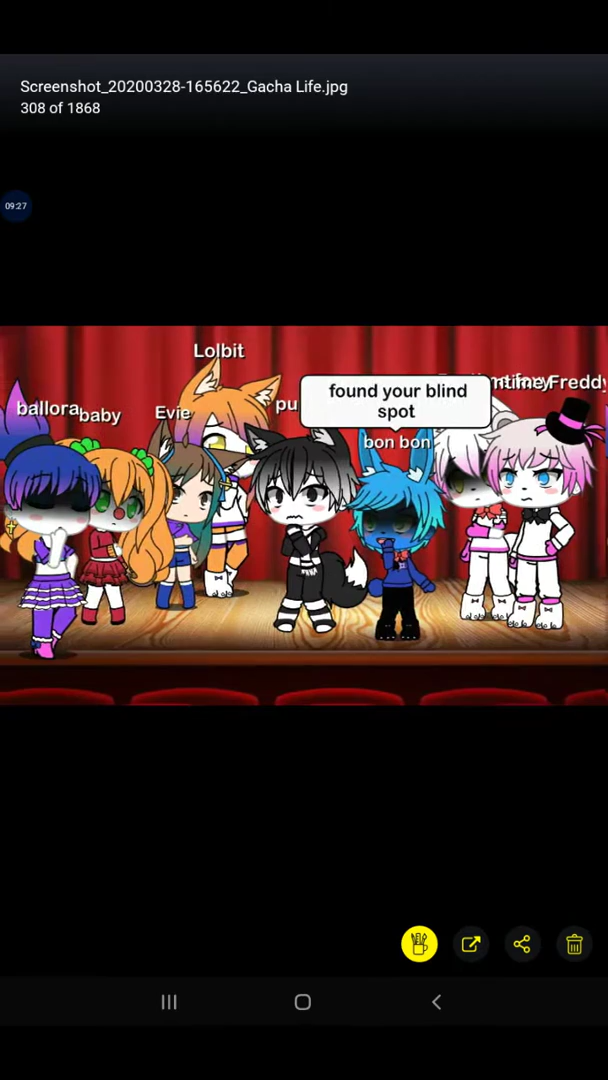 Screenshot_20200328-165622_Gacha Life.jpg
308 of 1868
09:27
Lolbit
found your blind
spot
Freddy
ballora
baby
Evie
pu
bon bon